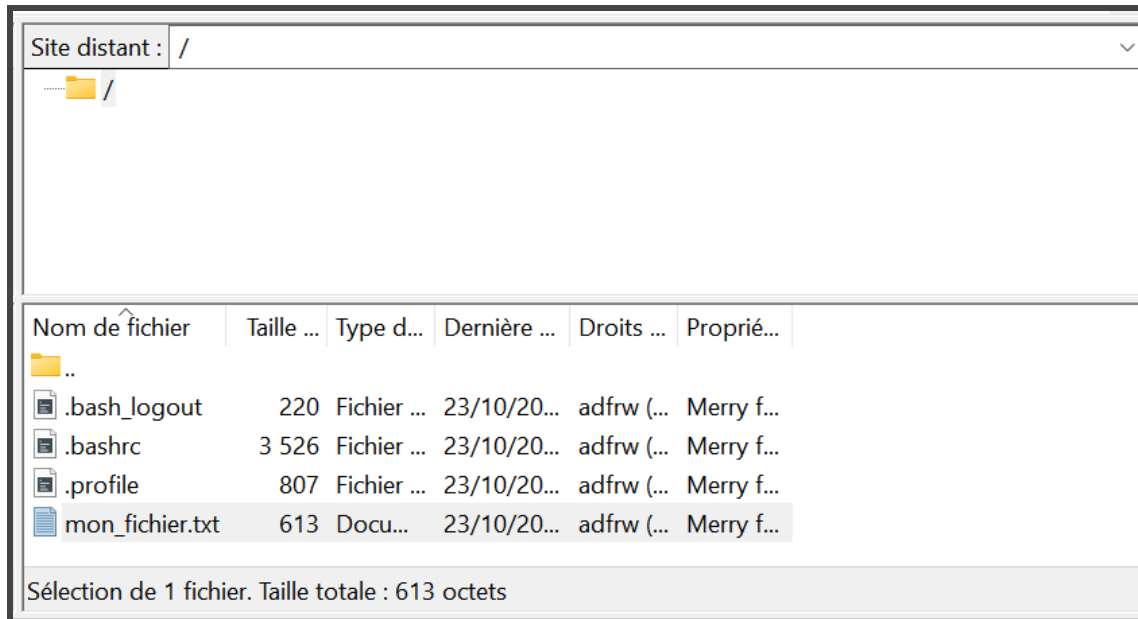 Site distant : /
/
Nom de fichier Taille ... Type d... Dernière ... Droits ... Proprié...
..
.bash_logout 220 Fichier ... 23/10/20... adfrw (... Merry f...
.bashrc 3 526 Fichier ... 23/10/20... adfrw (... Merry f...
.profile 807 Fichier ... 23/10/20... adfrw (... Merry f...
mon_fichier.txt 613 Docu... 23/10/20... adfrw (... Merry f...
Sélection de 1 fichier. Taille totale : 613 octets